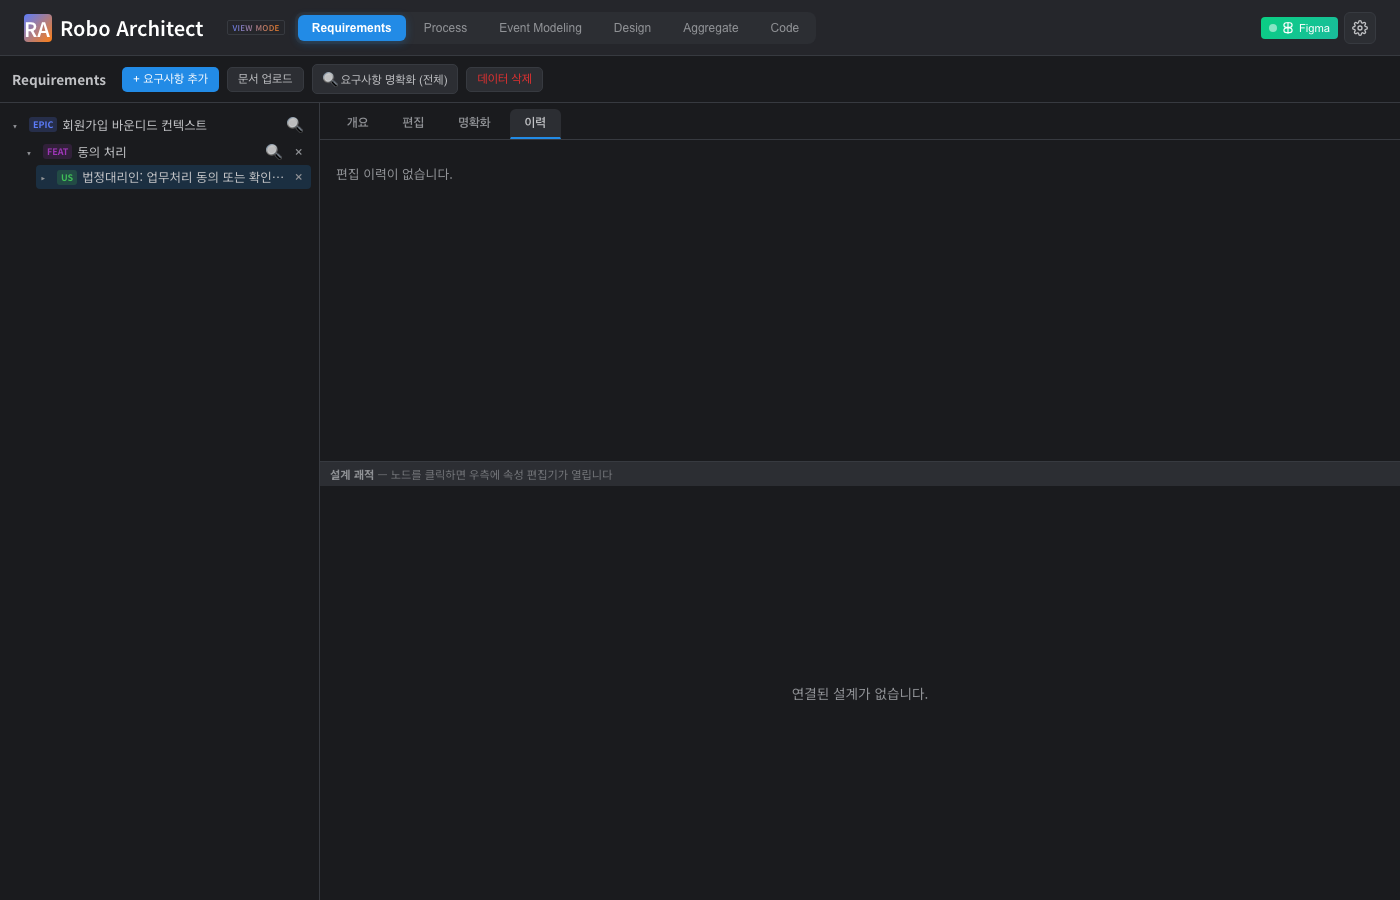 RA Robo Architect VIEW MODE Requirements Process Event Modeling Design Aggregate Code Figma
Requirements + 요구사항 추가 문서 업로드 요구사항 명확화 (전체) 데이터 삭제
EPIC 회원가입 바운디드 컨텍스트
FEAT 동의 처리 ×
US 법정대리인: 업무처리 동의 또는 확인… ×
개요 편집 명확화 이력
편집 이력이 없습니다.
설계 괘적 — 노드를 클릭하면 우측에 속성 편집기가 열립니다
연결된 설계가 없습니다.